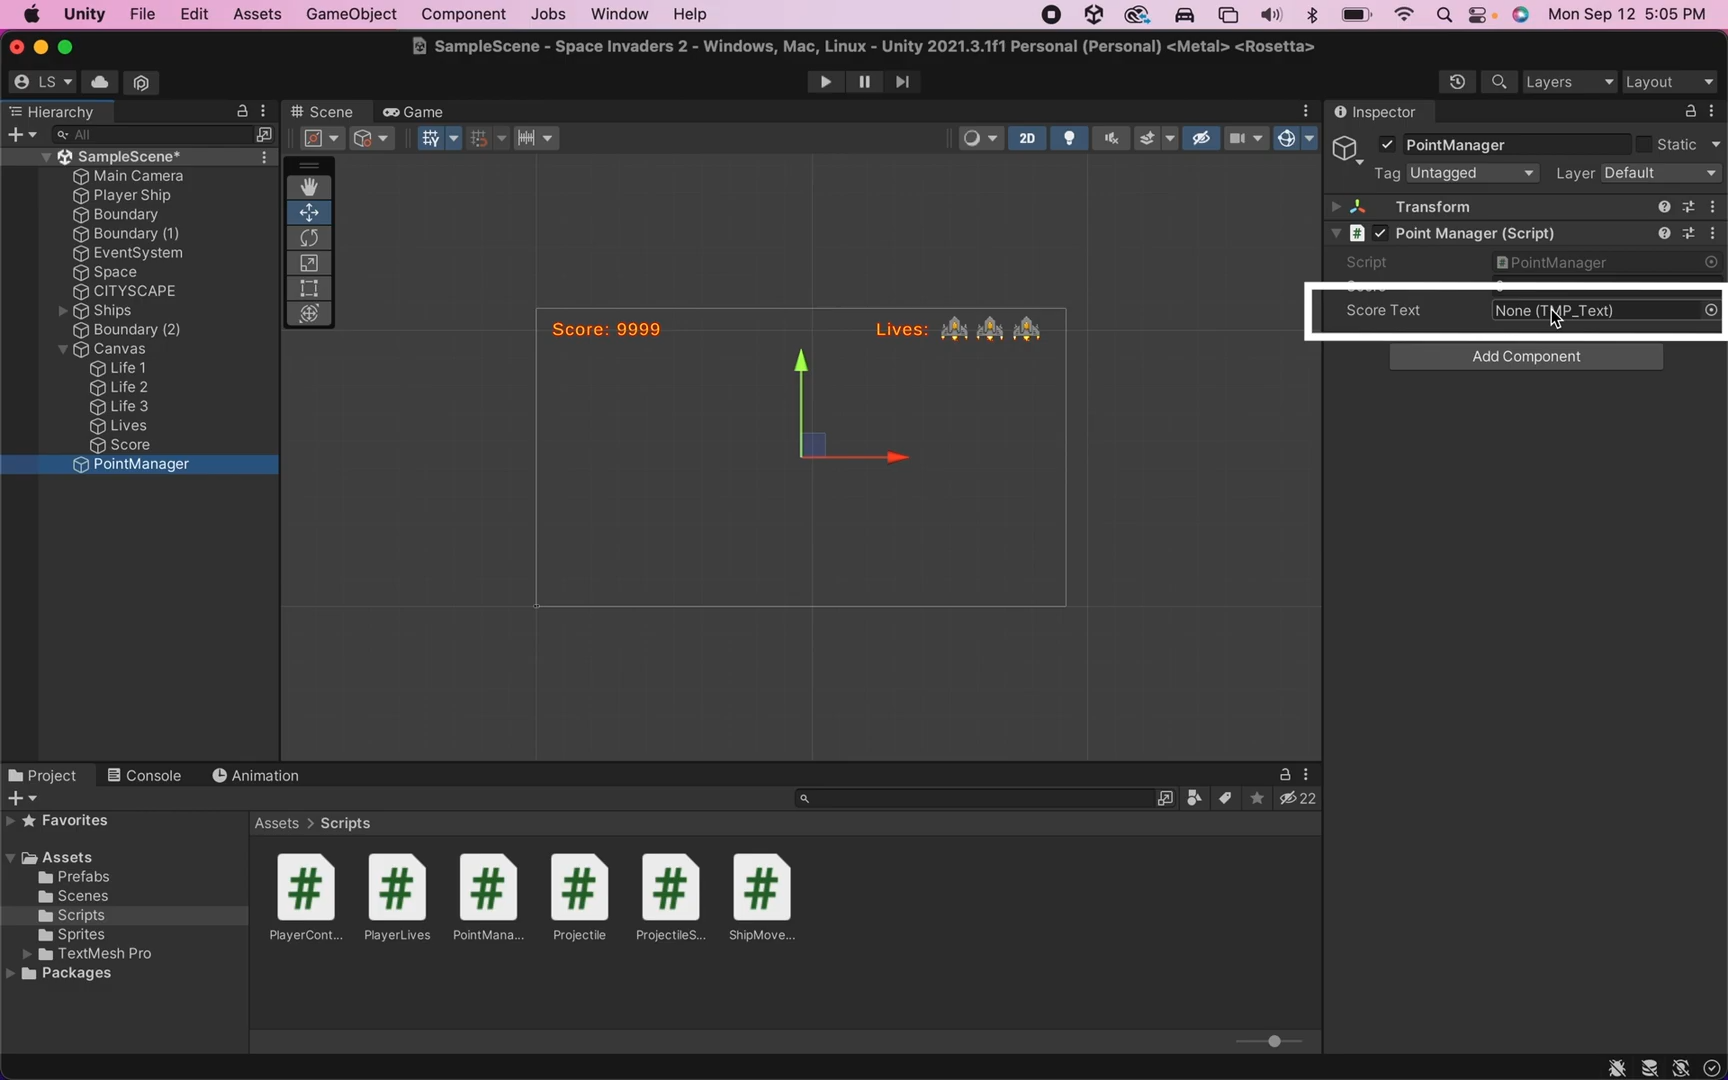 Unity File Edit Assets GameObject Component Jobs Window Help Mon Sep 12 5:05 PM
SampleScene - Space Invaders 2 - Windows, Mac, Linux - Unity 2021.3.1f1 Personal (Personal) <Metal> <Rosetta>
LS Layers Layout
Hierarchy
All
SampleScene*
Main Camera
Player Ship
Boundary
Boundary (1)
EventSystem
Space
CITYSCAPE
Ships
Boundary (2)
Canvas
Life 1
Life 2
Life 3
Lives
Score
PointManager
Scene Game
2D
Score: 9999 Lives:
Inspector
PointManager Static
Tag Untagged Layer Default
Transform
Point Manager (Script)
Script PointManager
Score Text None (TMP_Text)
Add Component
Project Console Animation
22
Favorites
Assets
Prefabs
Scenes
Scripts
Sprites
TextMesh Pro
Packages
Assets > Scripts
PlayerCont... PlayerLives PointMana... Projectile ProjectileS... ShipMove...